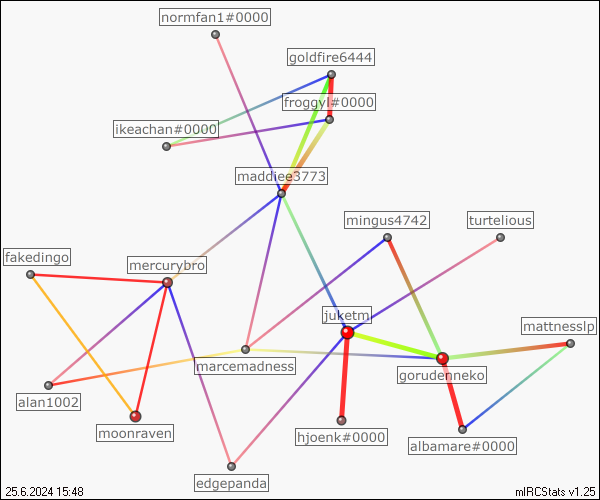 normfan1#0000
goldfire6444
froggyl#0000
ikeachan#0000
maddiee3773
mingus4742
turtelious
fakedingo
mercurybro
juketm
mattnesslp
marcemadness
gorudenneko
alan1002
moonraven
hjoenk#0000
albamare#0000
edgepanda
25.6.2024 15:48
mIRCStats v1.25